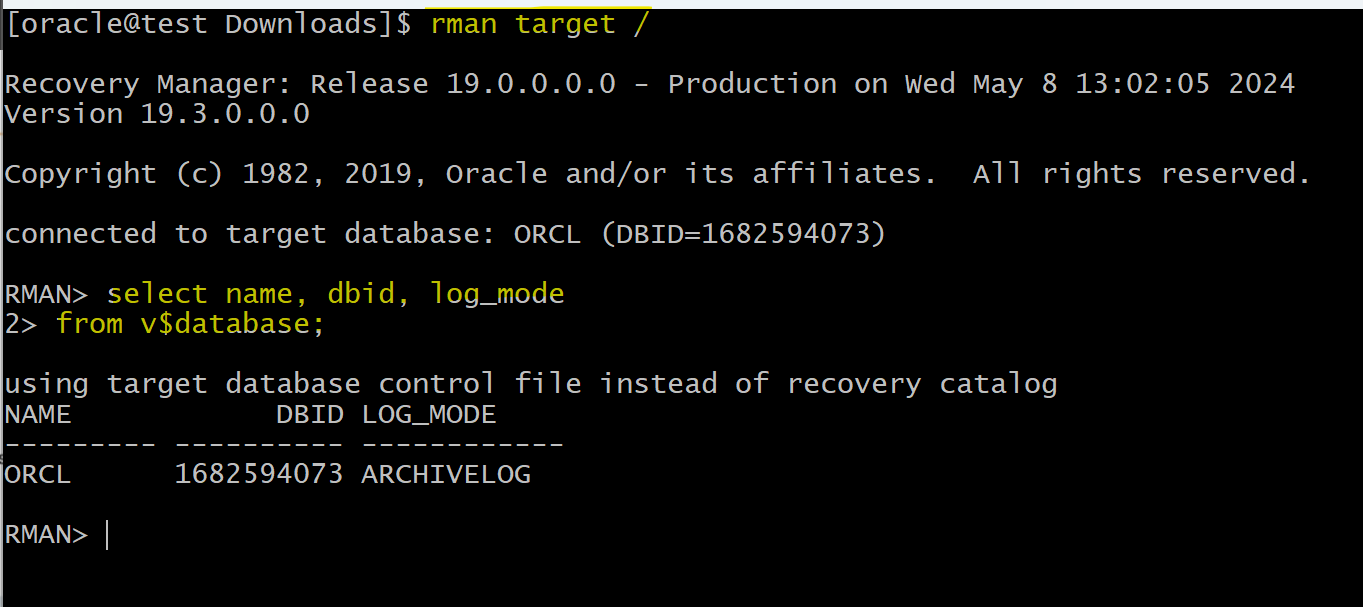 [oracle@test Downloads]$ rman target /
Recovery Manager: Release 19.0.0.0.0 - Production on Wed May 8 13:02:05 2024
Version 19.3.0.0.0
Copyright (c) 1982, 2019, Oracle and/or its affiliates.  All rights reserved.
connected to target database: ORCL (DBID=1682594073)
RMAN> select name, dbid, log_mode
2> from v$database;
using target database control file instead of recovery catalog
NAME            DBID LOG_MODE
--------- ---------- ------------
ORCL      1682594073 ARCHIVELOG
RMAN>